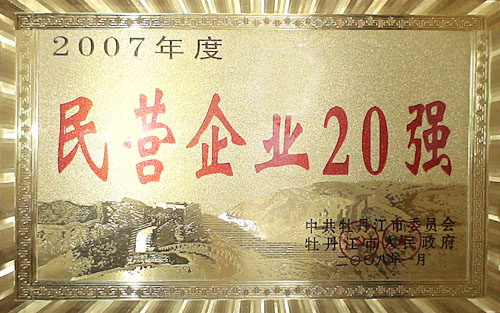 2007年度
民营企业20强
中共牡丹江市委员会
牡丹江市人民政府
二〇〇八年一月